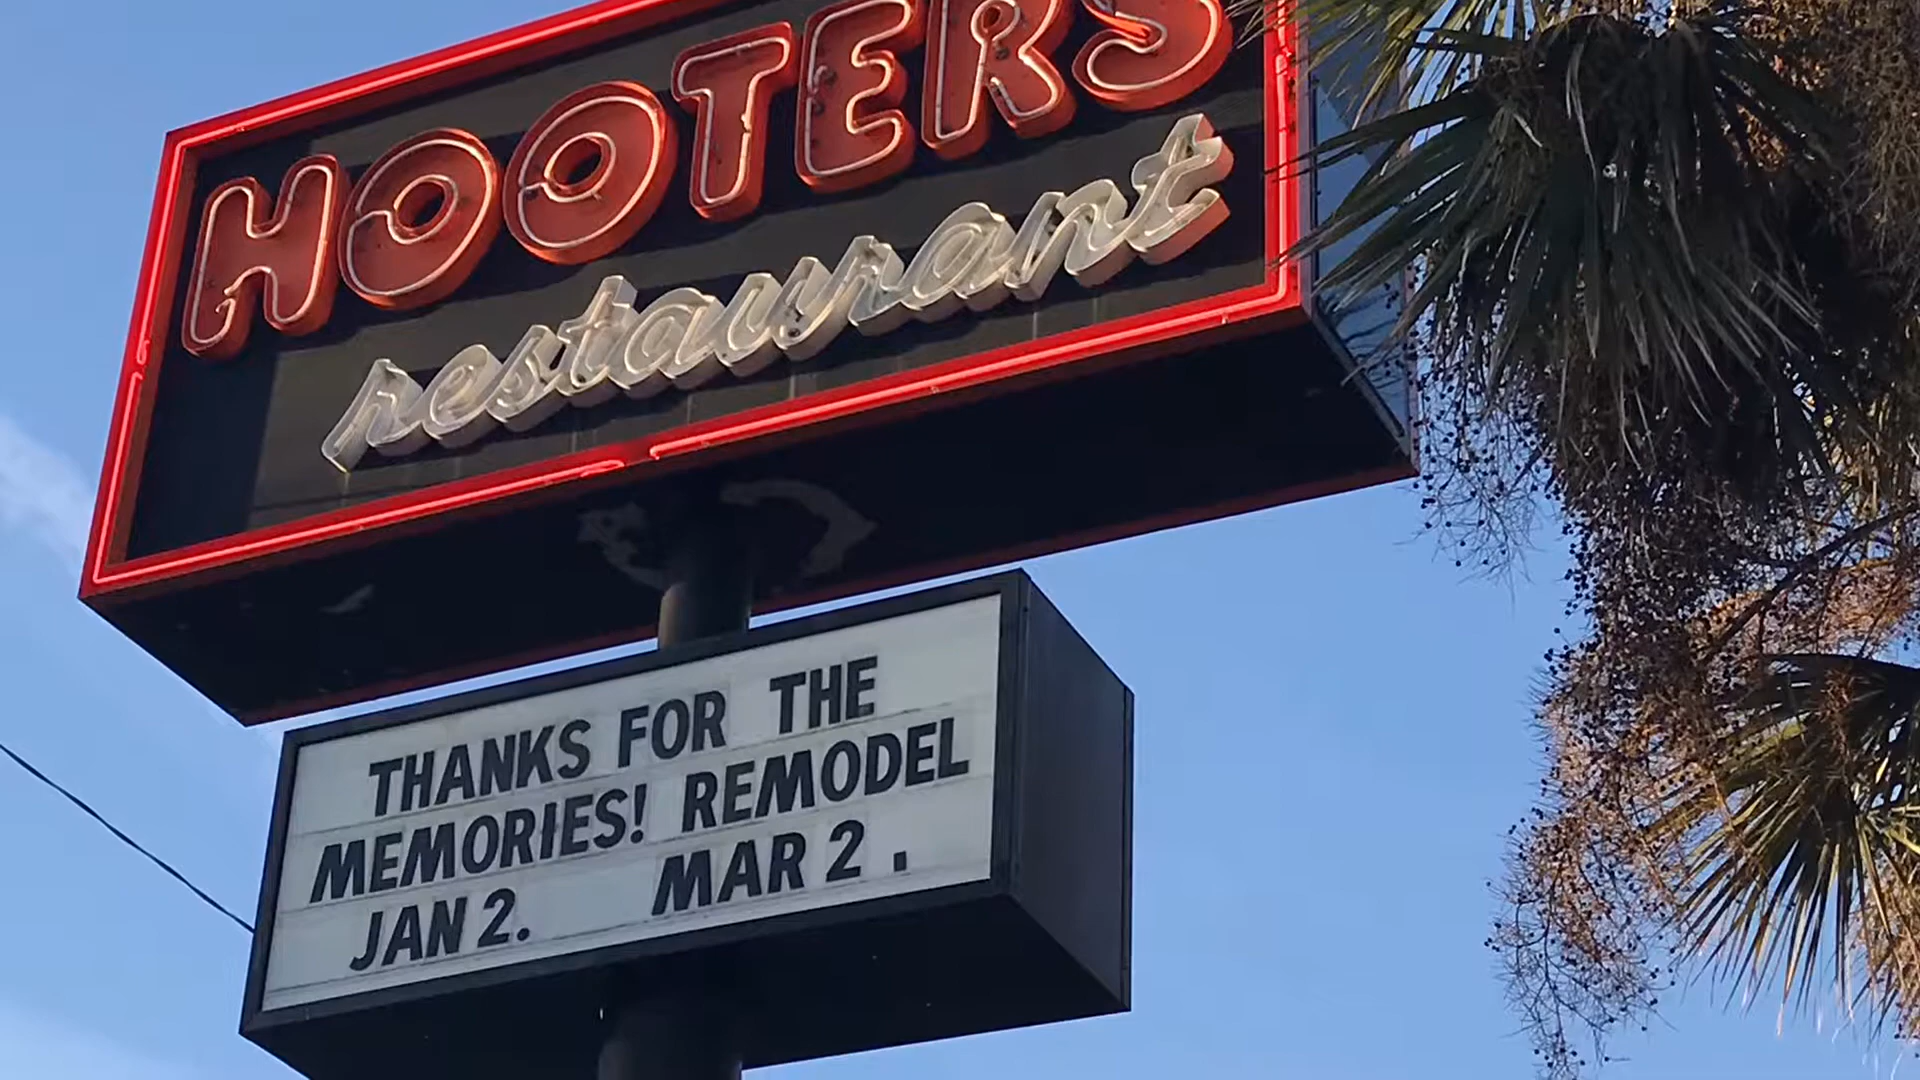 HOOTERS
restaurant
THANKS FOR THE
MEMORIES! REMODEL
JAN 2. MAR 2 .